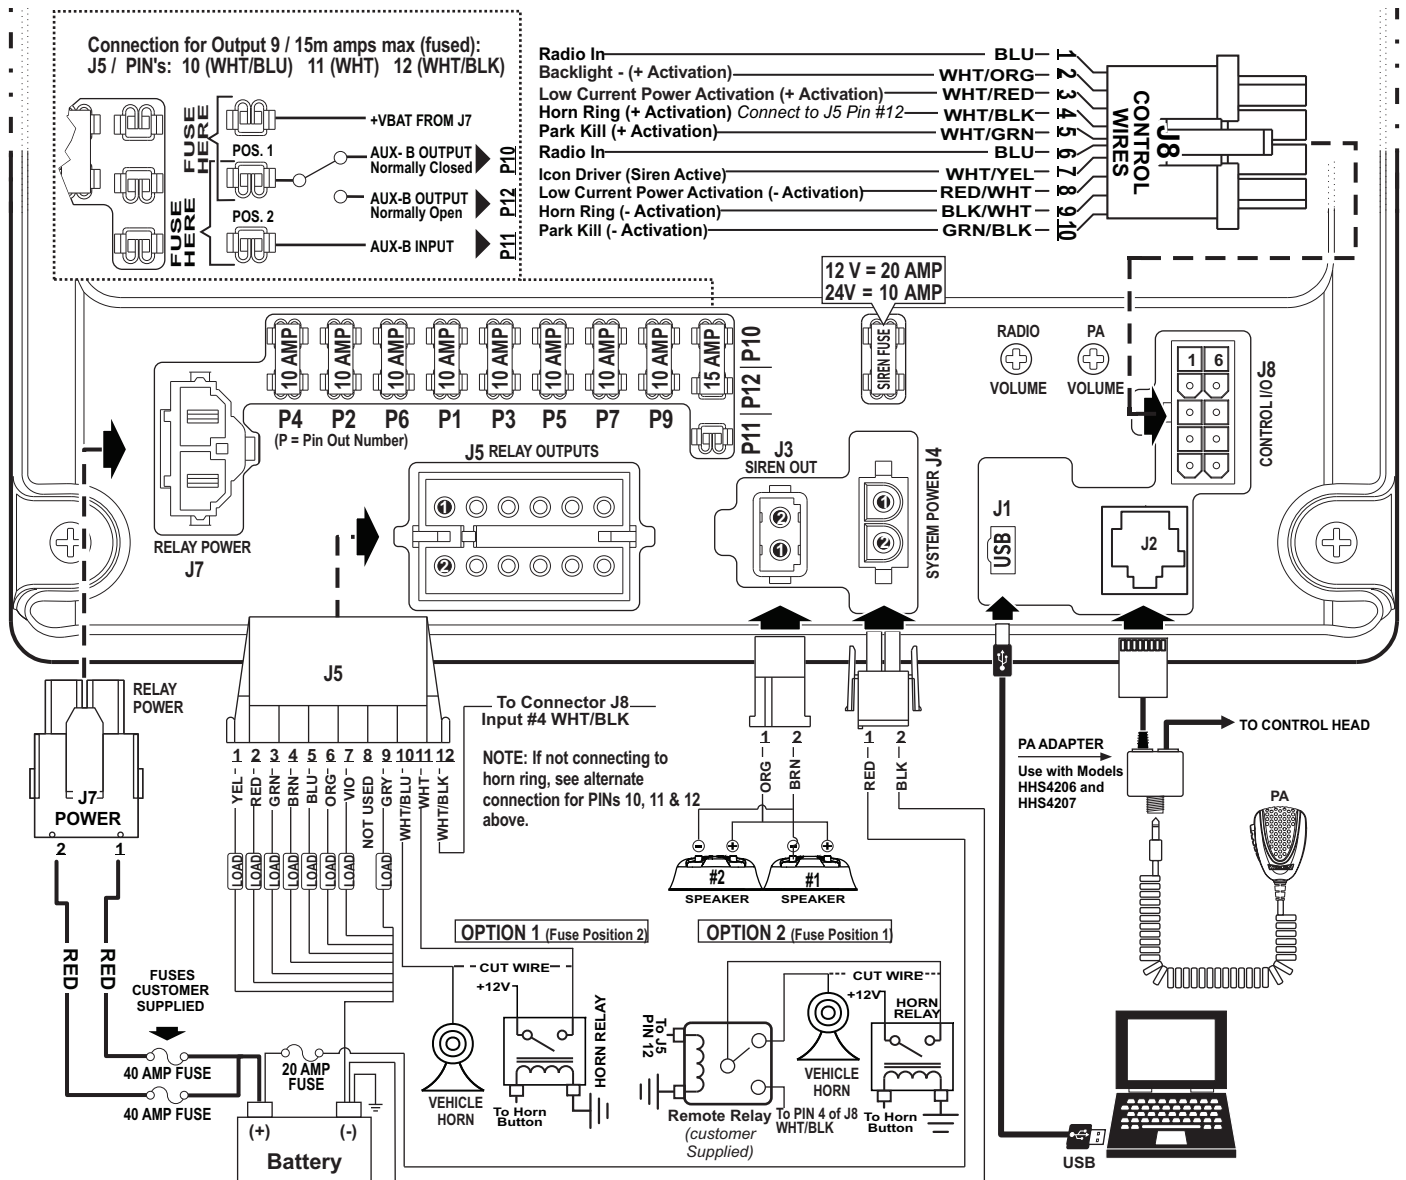 Connection for Output 9 / 15m amps max (fused):
J5 / PIN's: 10 (WHT/BLU) 11 (WHT) 12 (WHT/BLK)
FUSE HERE
POS. 1
FUSE HERE
POS. 2
+VBAT FROM J7
AUX- B OUTPUT
Normally Closed
P10
AUX-B OUTPUT
Normally Open
P12
AUX-B INPUT
P11
Radio In BLU 1
Backlight - (+ Activation) WHT/ORG 2
Low Current Power Activation (+ Activation) WHT/RED 3
Horn Ring (+ Activation) Connect to J5 Pin #12 WHT/BLK 4
Park Kill (+ Activation) WHT/GRN 5
Radio In BLU 6
Icon Driver (Siren Active) WHT/YEL 7
Low Current Power Activation (- Activation) RED/WHT 8
Horn Ring (- Activation) BLK/WHT 9
Park Kill (- Activation) GRN/BLK 10
J8
CONTROL
WIRES
12 V = 20 AMP
24V = 10 AMP
SIREN FUSE
10 AMP 10 AMP 10 AMP 10 AMP 10 AMP 10 AMP 10 AMP 10 AMP 15 AMP
P4 P2 P6 P1 P3 P5 P7 P9
(P = Pin Out Number)
P11 P12 P10
RADIO
VOLUME
PA
VOLUME
1 6
J8
CONTROL I/O
RELAY POWER
J7
J5 RELAY OUTPUTS
1
2
J3
SIREN OUT
2
1
SYSTEM POWER J4
1
2
J1
USB
J2
RELAY
POWER
J7
POWER
2 1
RED RED
J5
1 2 3 4 5 6 7 8 9 10 11 12
YEL RED GRN BRN BLU ORG VIO NOT USED GRY WHT/BLU WHT WHT/BLK
LOAD LOAD LOAD LOAD LOAD LOAD LOAD LOAD
To Connector J8
Input #4 WHT/BLK
NOTE: If not connecting to
horn ring, see alternate
connection for PINs 10, 11 & 12
above.
1 2
ORG BRN
1 2
RED BLK
- +
#2
SPEAKER
- +
#1
SPEAKER
TO CONTROL HEAD
PA ADAPTER
Use with Models
HHS4206 and
HHS4207
PA
FUSES
CUSTOMER
SUPPLIED
40 AMP FUSE
40 AMP FUSE
20 AMP
FUSE
(+) (-)
Battery
OPTION 1 (Fuse Position 2)
CUT WIRE
+12V
HORN RELAY
VEHICLE
HORN
To Horn
Button
OPTION 2 (Fuse Position 1)
CUT WIRE
+12V
HORN
RELAY
To J5
PIN 12
VEHICLE
HORN
Remote Relay
(customer
Supplied)
To PIN 4 of J8
WHT/BLK
To Horn
Button
USB